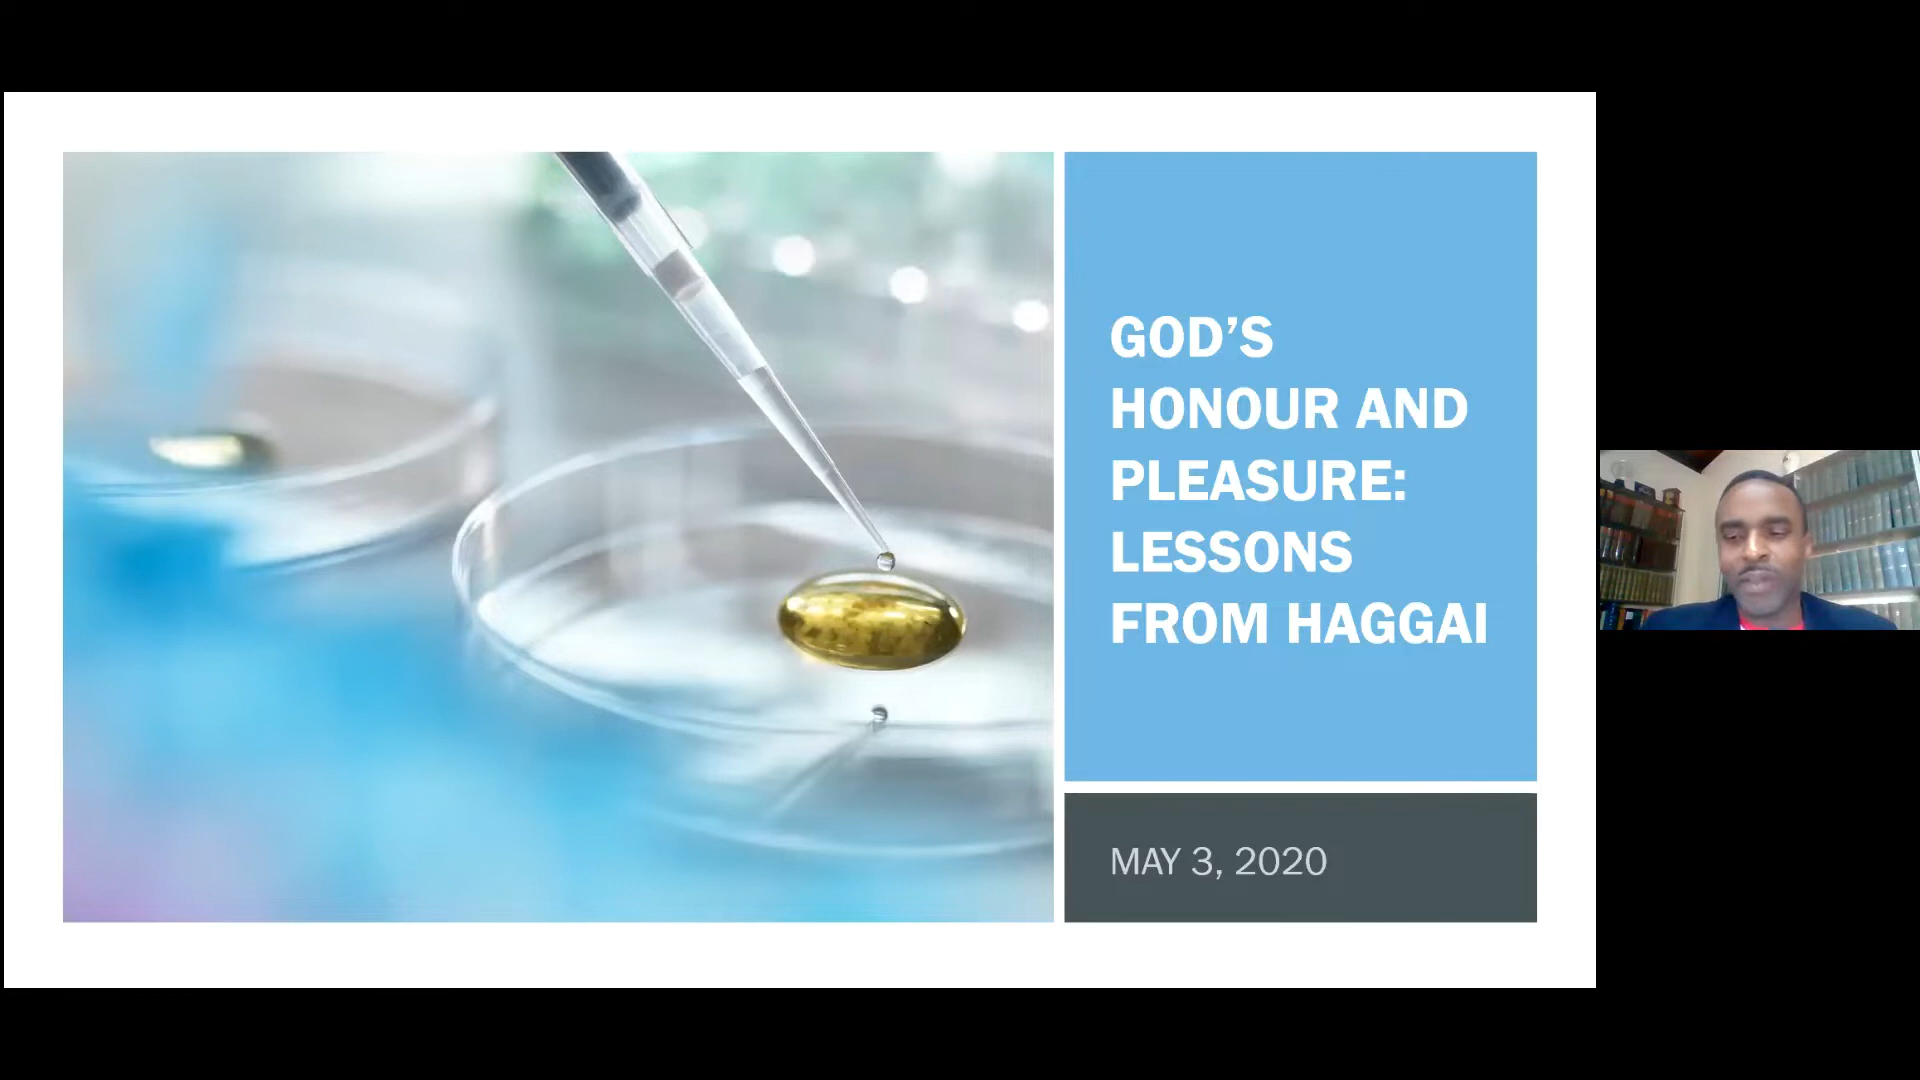 GOD’S
HONOUR AND
PLEASURE:
LESSONS
FROM HAGGAI
MAY 3, 2020